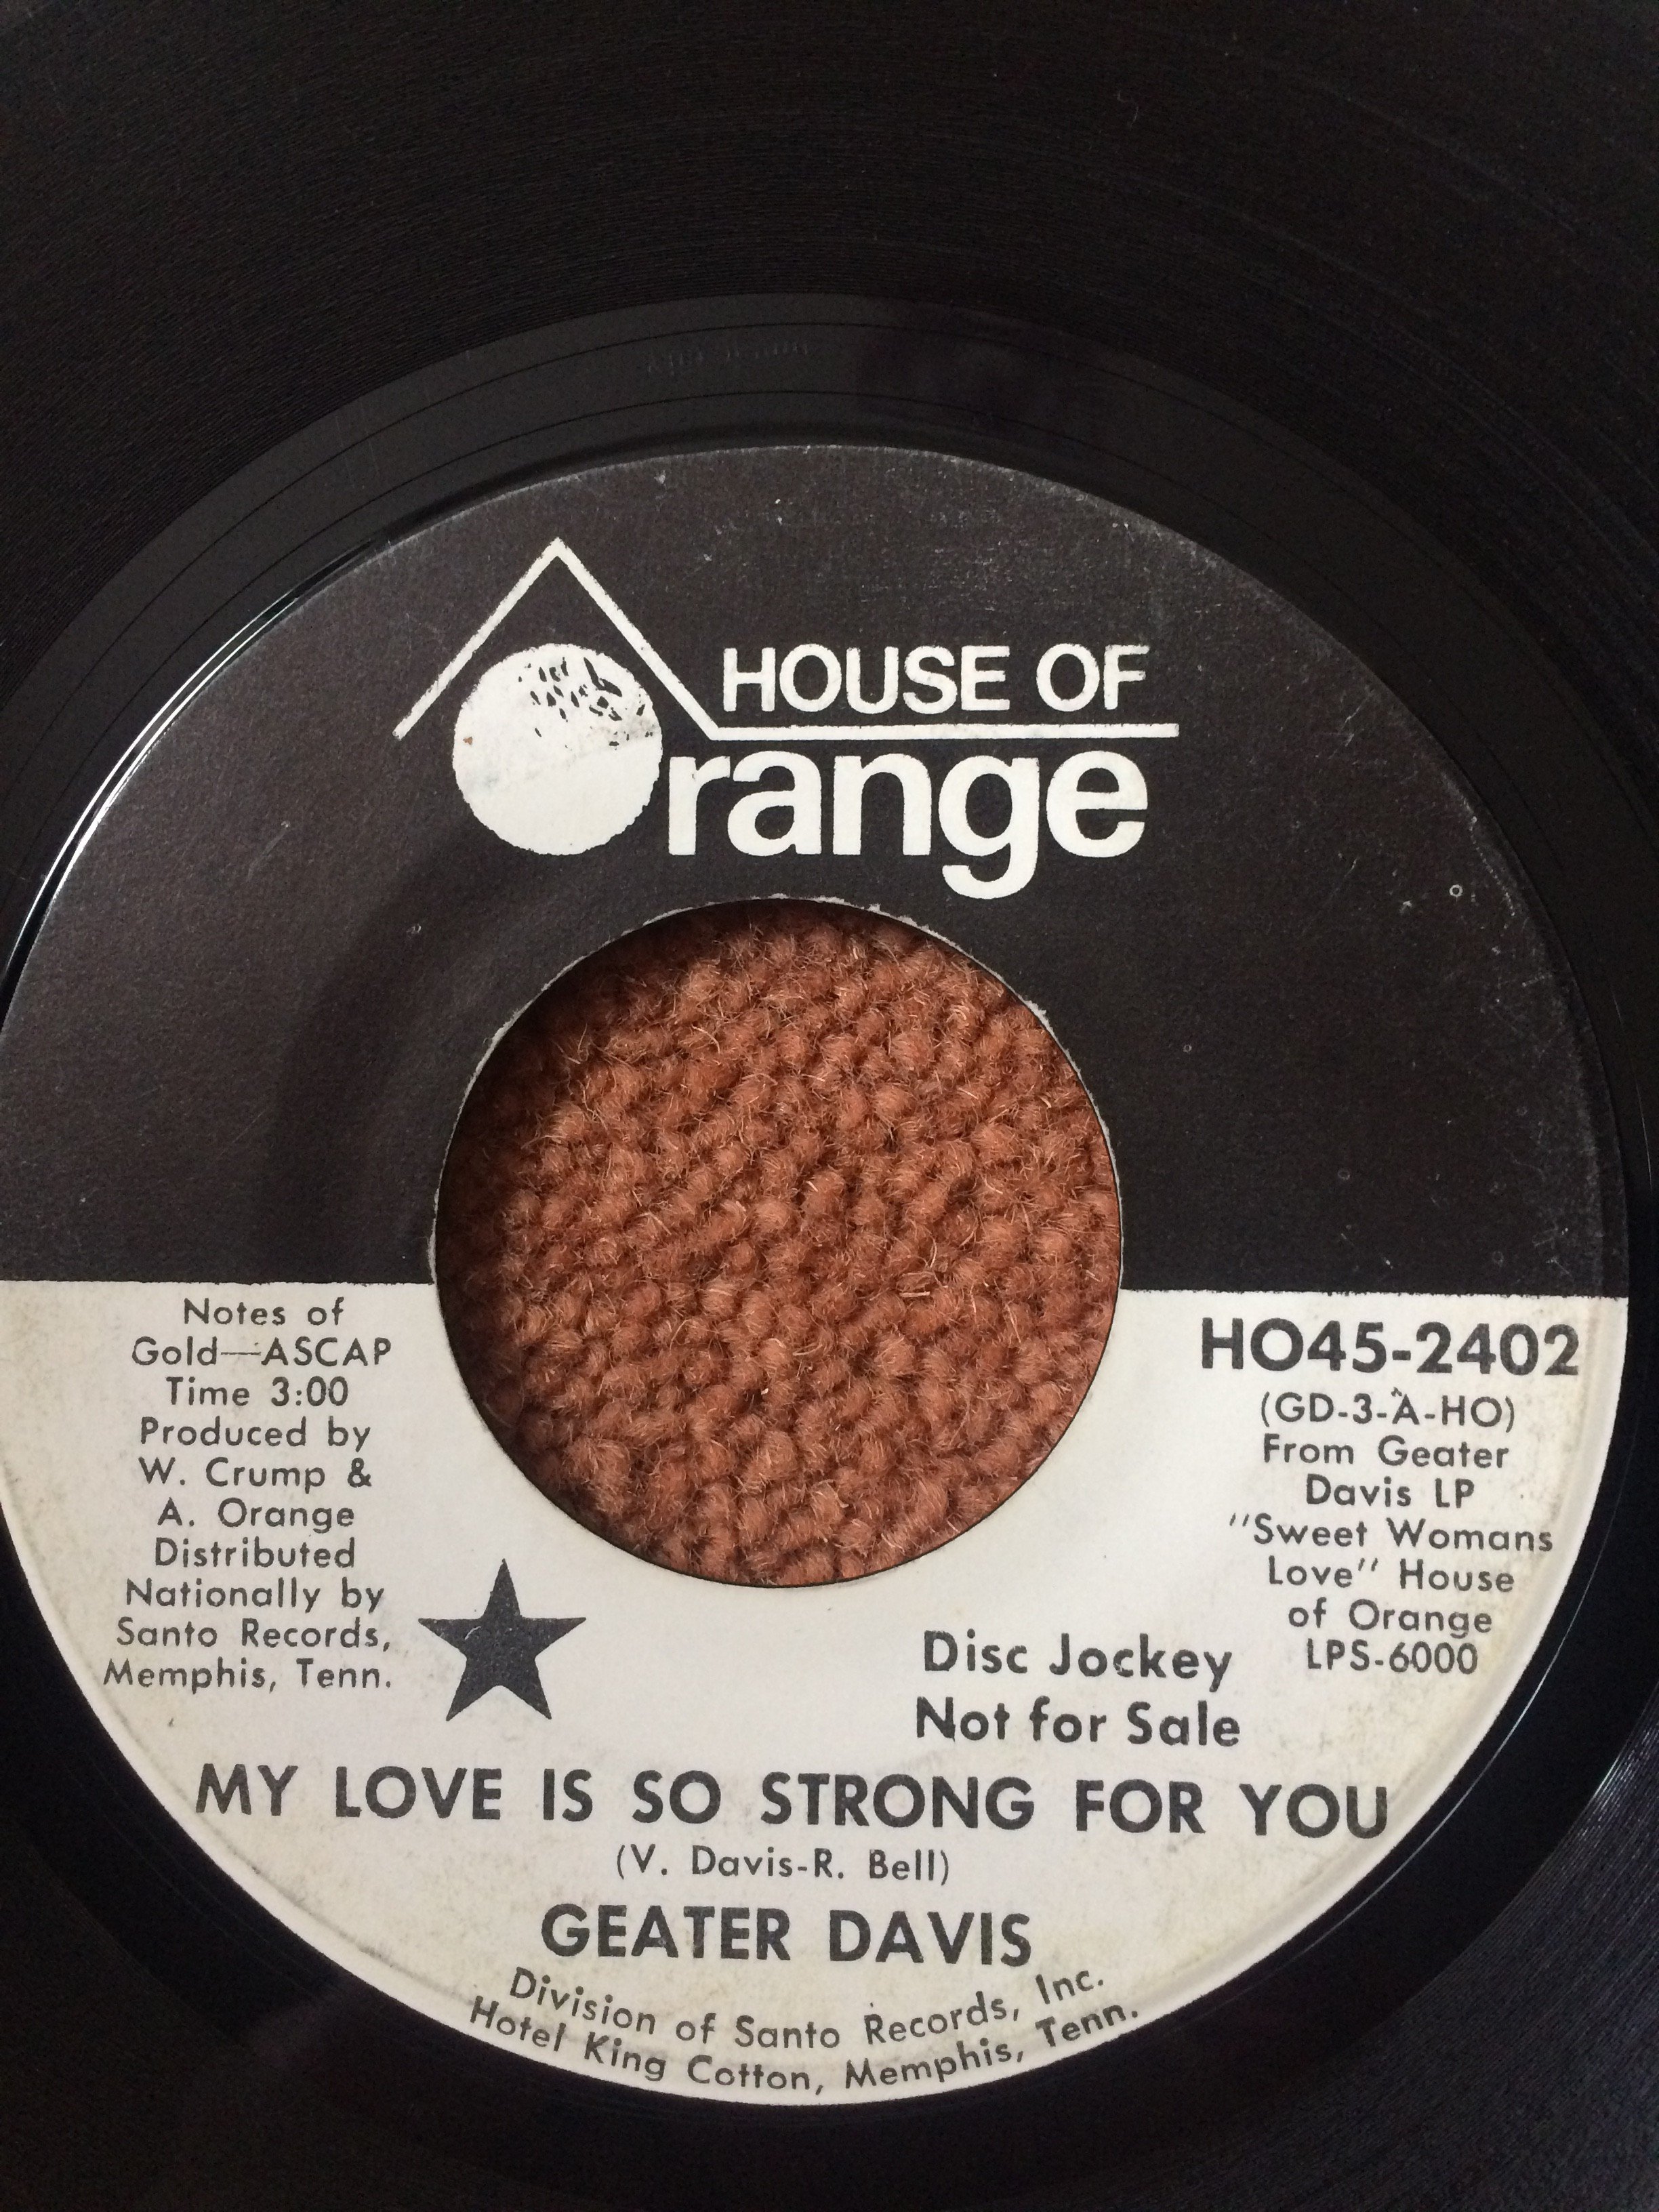 HOUSE OF
Orange
Notes of
Gold—ASCAP
Time 3:00
Produced by
W. Crump &
A. Orange
Distributed
Nationally by
Santo Records,
Memphis, Tenn.
HO45-2402
(GD-3-A-HO)
From Geater
Davis LP
"Sweet Womans
Love" House
of Orange
LPS-6000
Disc Jockey
Not for Sale
MY LOVE IS SO STRONG FOR YOU
(V. Davis-R. Bell)
GEATER DAVIS
Division of Santo Records, Inc.
Hotel King Cotton, Memphis, Tenn.